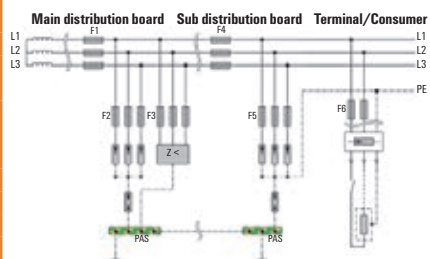 Main distribution board Sub distribution board Terminal/Consumer
F1 F4
L1 L1
L2 L2
L3 L3
PE
F2 F3 F5 F6
Z <
PAS PAS